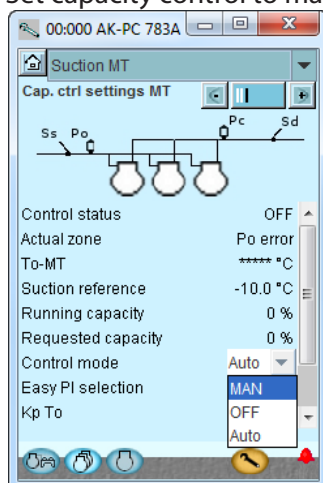 Set capacity control to ma
00:000 AK-PC 783A
Suction MT
Cap. ctrl settings MT
Pc Sd
Ss Po
Control status OFF
Actual zone Po error
To-MT ***** °C
Suction reference -10.0 °C
Running capacity 0 %
Requested capacity 0 %
Control mode Auto
Easy PI selection MAN
Kp To OFF
Auto